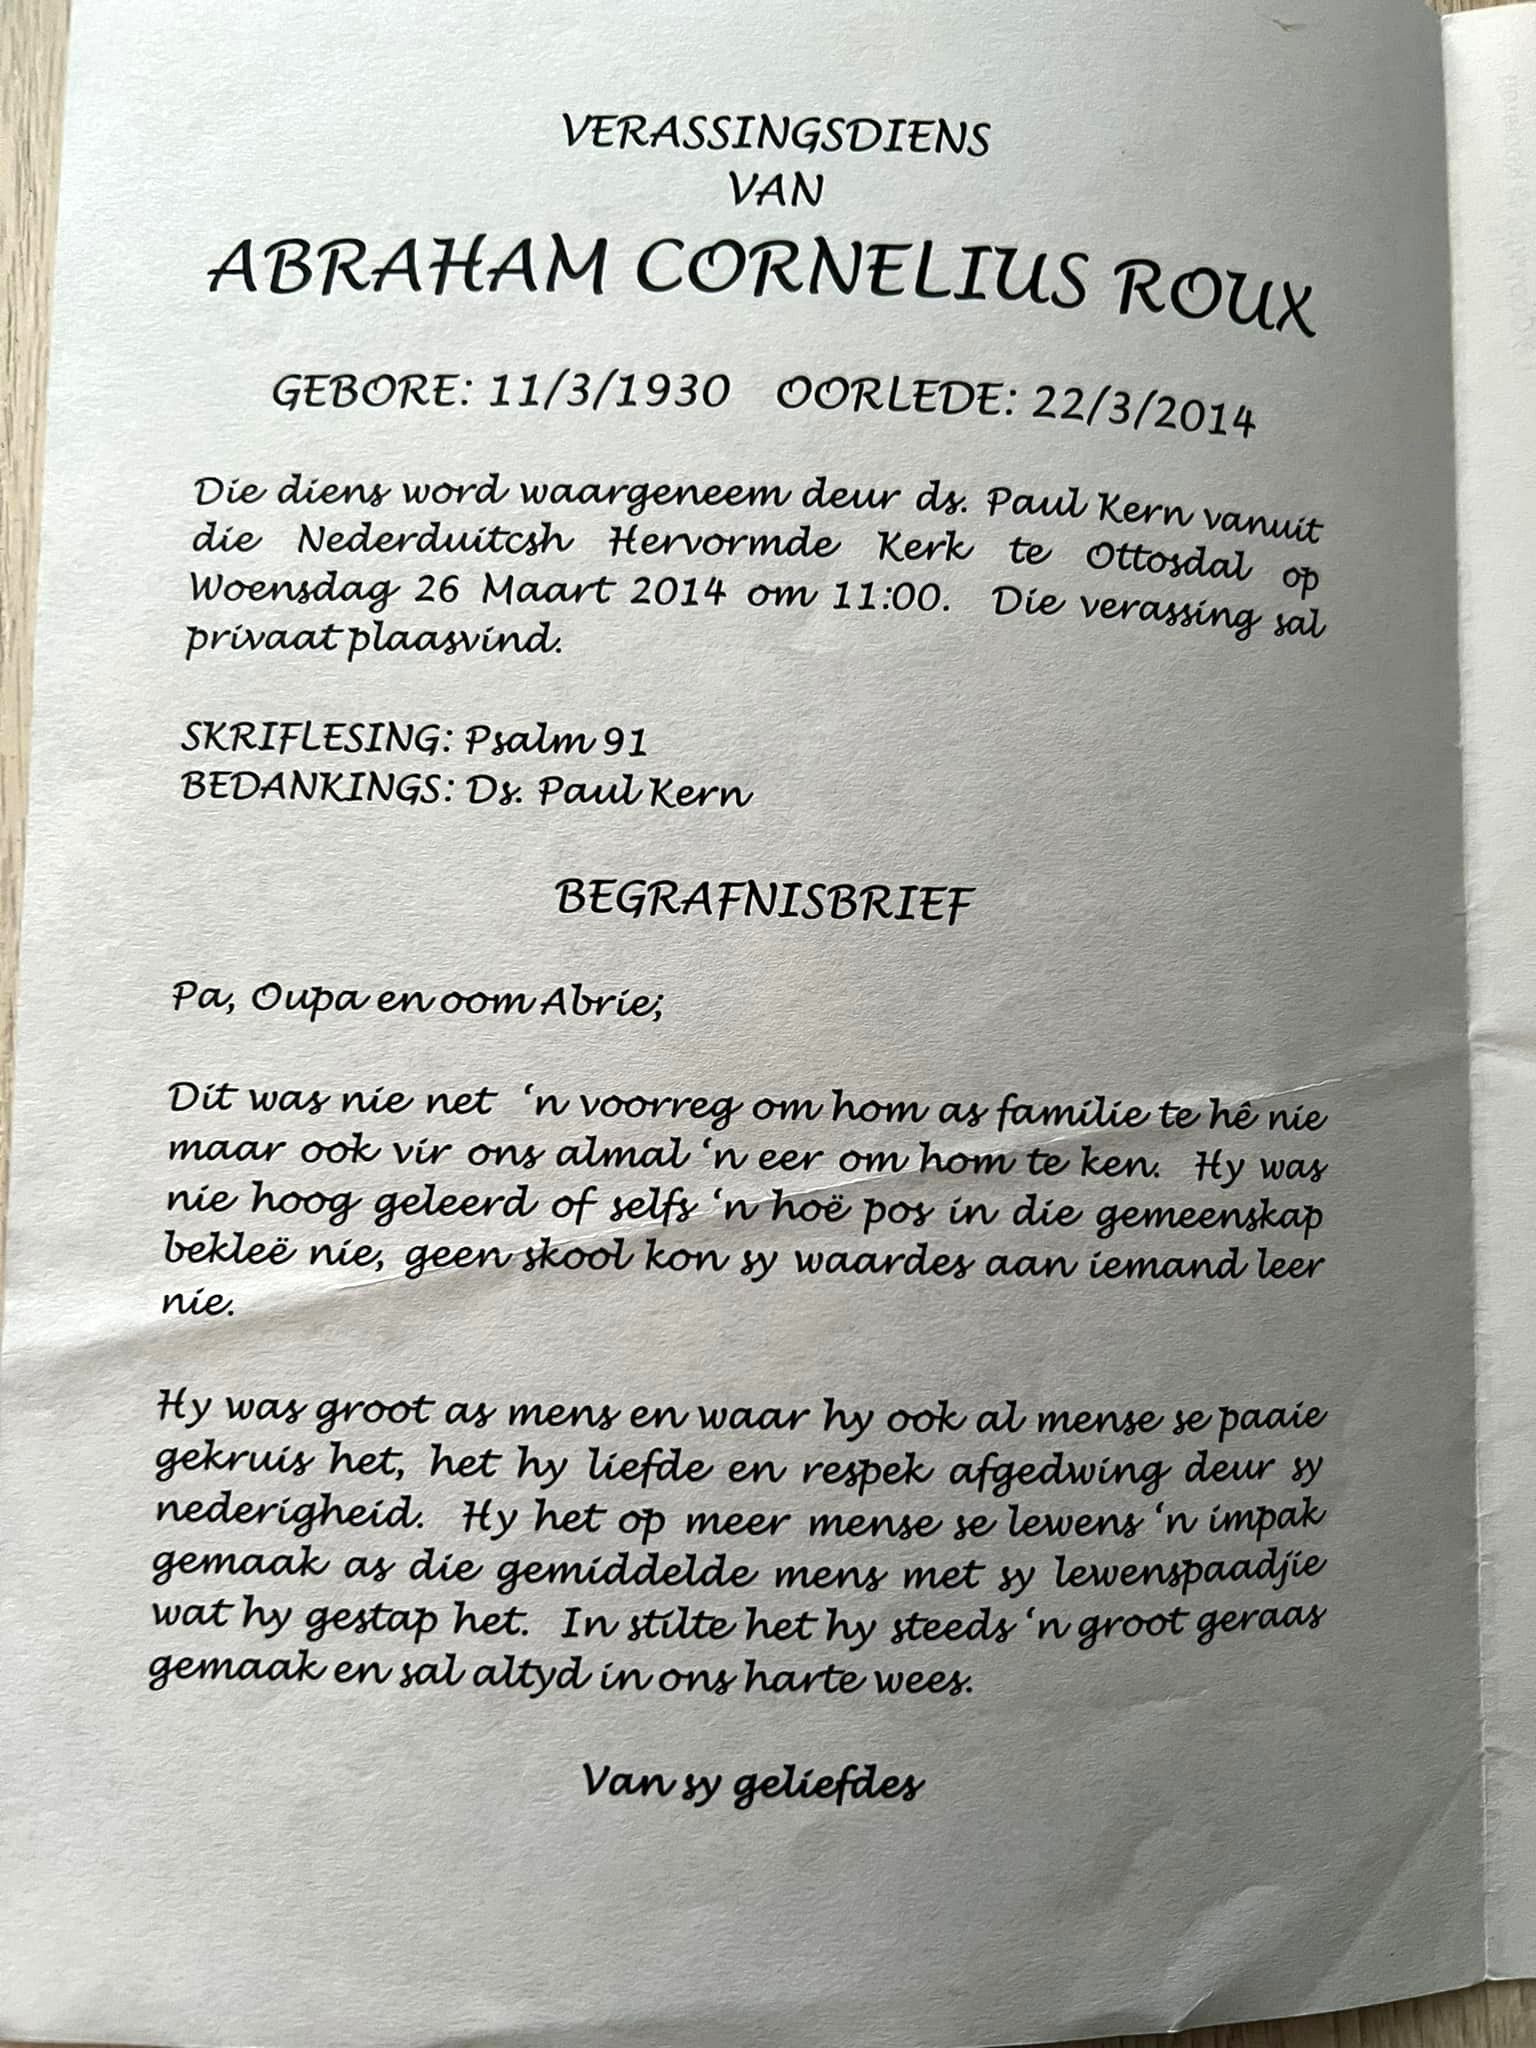 VERASSINGSDIENS
VAN
ABRAHAM CORNELIUS ROUX
GEBORE: 11/3/1930 OORLEDE: 22/3/2014
Die diens word waargeneem deur ds. Paul Kern vanuit
die Nederduitcsh Hervormde Kerk te Ottosdal op
Woensdag 26 Maart 2014 om 11:00. Die verassing sal
privaat plaasvind.
SKRIFLESING: Psalm 91
BEDANKINGS: Ds. Paul Kern
BEGRAFNISBRIEF
Pa, Oupa en oom Abrie;
Dit was nie net ‘n voorreg om hom as familie te hê nie
maar ook vir ons almal ‘n eer om hom te ken. Hy was
nie hoog geleerd of selfs ‘n hoë pos in die gemeenskap
bekleë nie, geen skool kon sy waardes aan iemand leer
nie.
Hy was groot as mens en waar hy ook al mense se paaie
gekruis het, het hy liefde en respek afgedwing deur sy
nederigheid. Hy het op meer mense se lewens ‘n impak
gemaak as die gemiddelde mens met sy lewenspaadjie
wat hy gestap het. In stilte het hy steeds ‘n groot geraas
gemaak en sal altyd in ons harte wees.
Van sy geliefdes